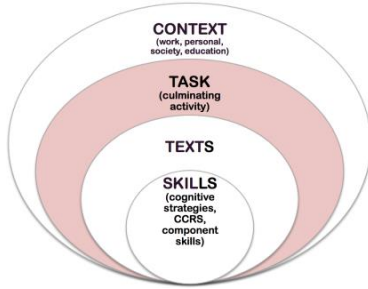 CONTEXT
(work, personal,
society, education)
TASK
(culminating
activity)
TEXTS
SKILLS
(cognitive
strategies,
CCRS,
component
skills)